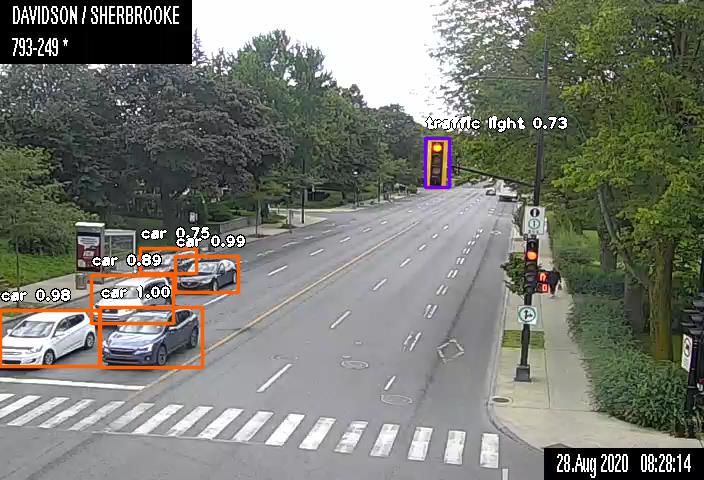 DAVIDSON / SHERBROOKE
793-249 *
traffic light 0.73
car 0.75
car 0.99
car 0.89
car 1.00
car 0.98
28.Aug 2020 08:28:14